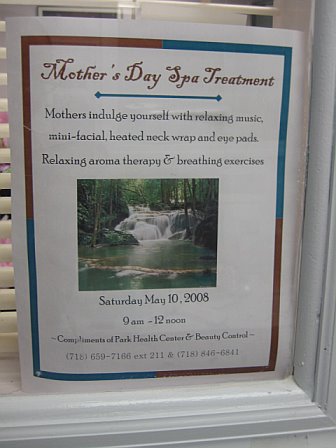 Mother's Day Spa Treatment
Mothers indulge yourself with relaxing music,
mini-facial, heated neck wrap and eye pads.
Relaxing aroma therapy & breathing exercises
Saturday May 10, 2008
9 am - 12 noon
~ Compliments of Park Health Center & Beauty Control ~
(718) 659-7166 ext 211 & (718) 846-6841